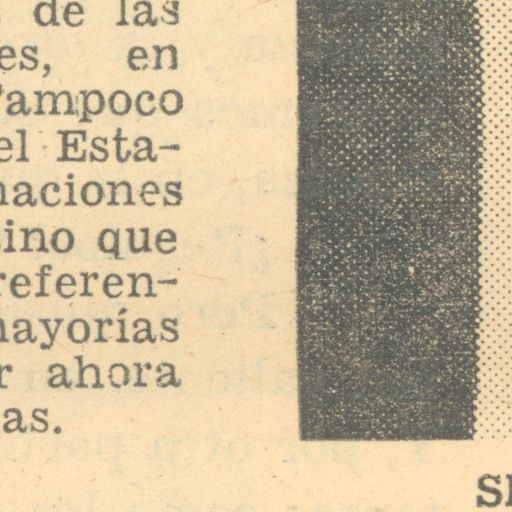 de las
es, en
Tampoco
el Esta-
naciones
sino que
referen-
mayorías
r ahora
as.